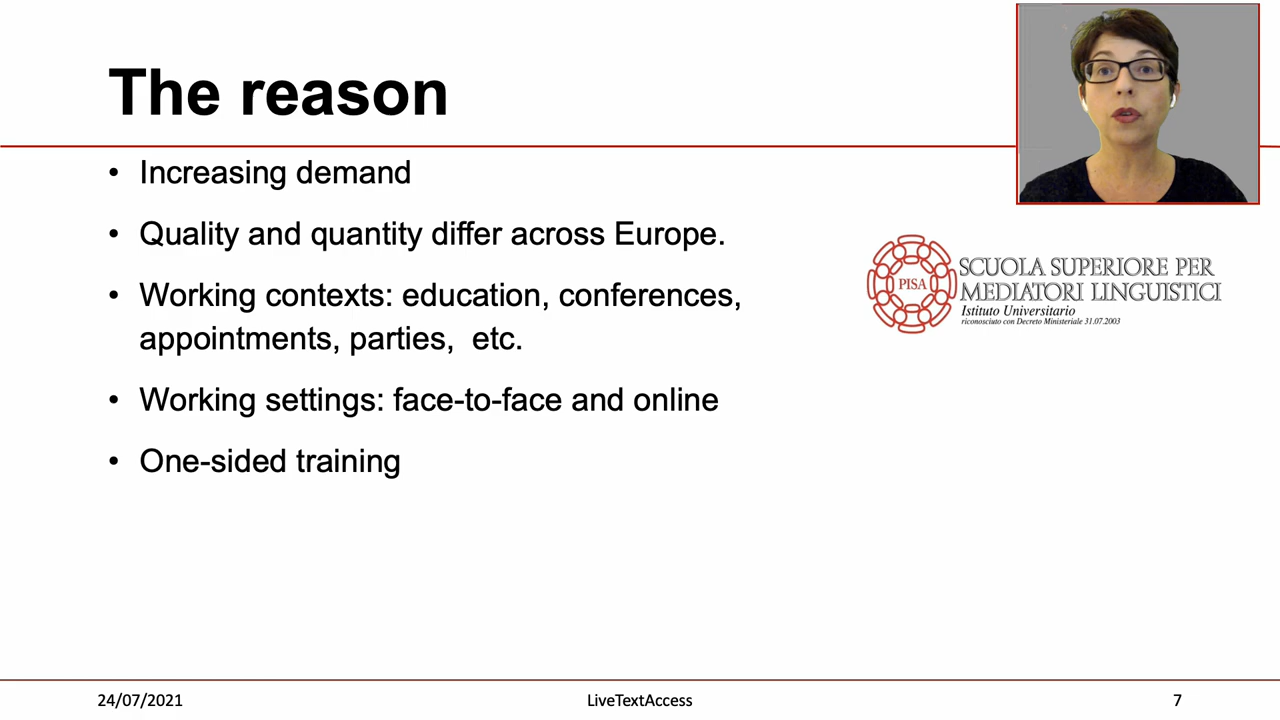 The reason
• Increasing demand
• Quality and quantity differ across Europe.
• Working contexts: education, conferences,
appointments, parties, etc.
• Working settings: face-to-face and online
• One-sided training
PISA
SCUOLA SUPERIORE PER
MEDIATORI LINGUISTICI
Istituto Universitario
riconosciuto con Decreto Ministeriale 31.07.2003
24/07/2021
LiveTextAccess
7